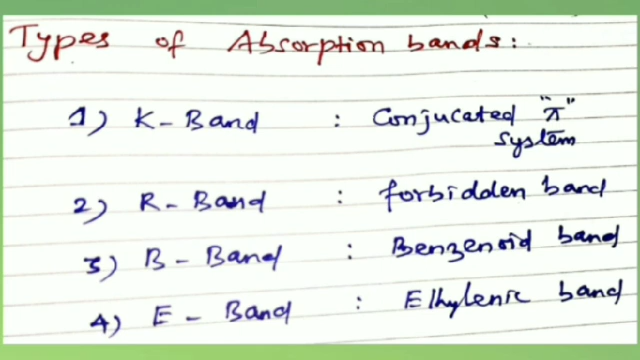 Types of Absorption bands:
1) K-Band : Conjucated "π" system
2) R-Band : forbidden band
3) B-Band : Benzenoid band
4) E-Band : Elhylenic band